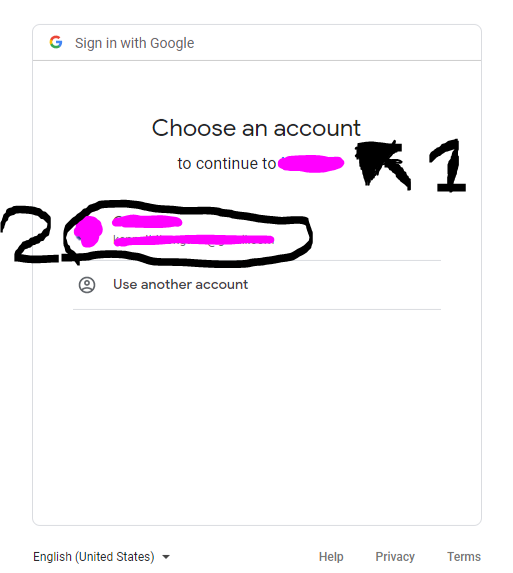 Sign in with Google
Choose an account
to continue to
1
2.
Use another account
English (United States)
Help Privacy Terms